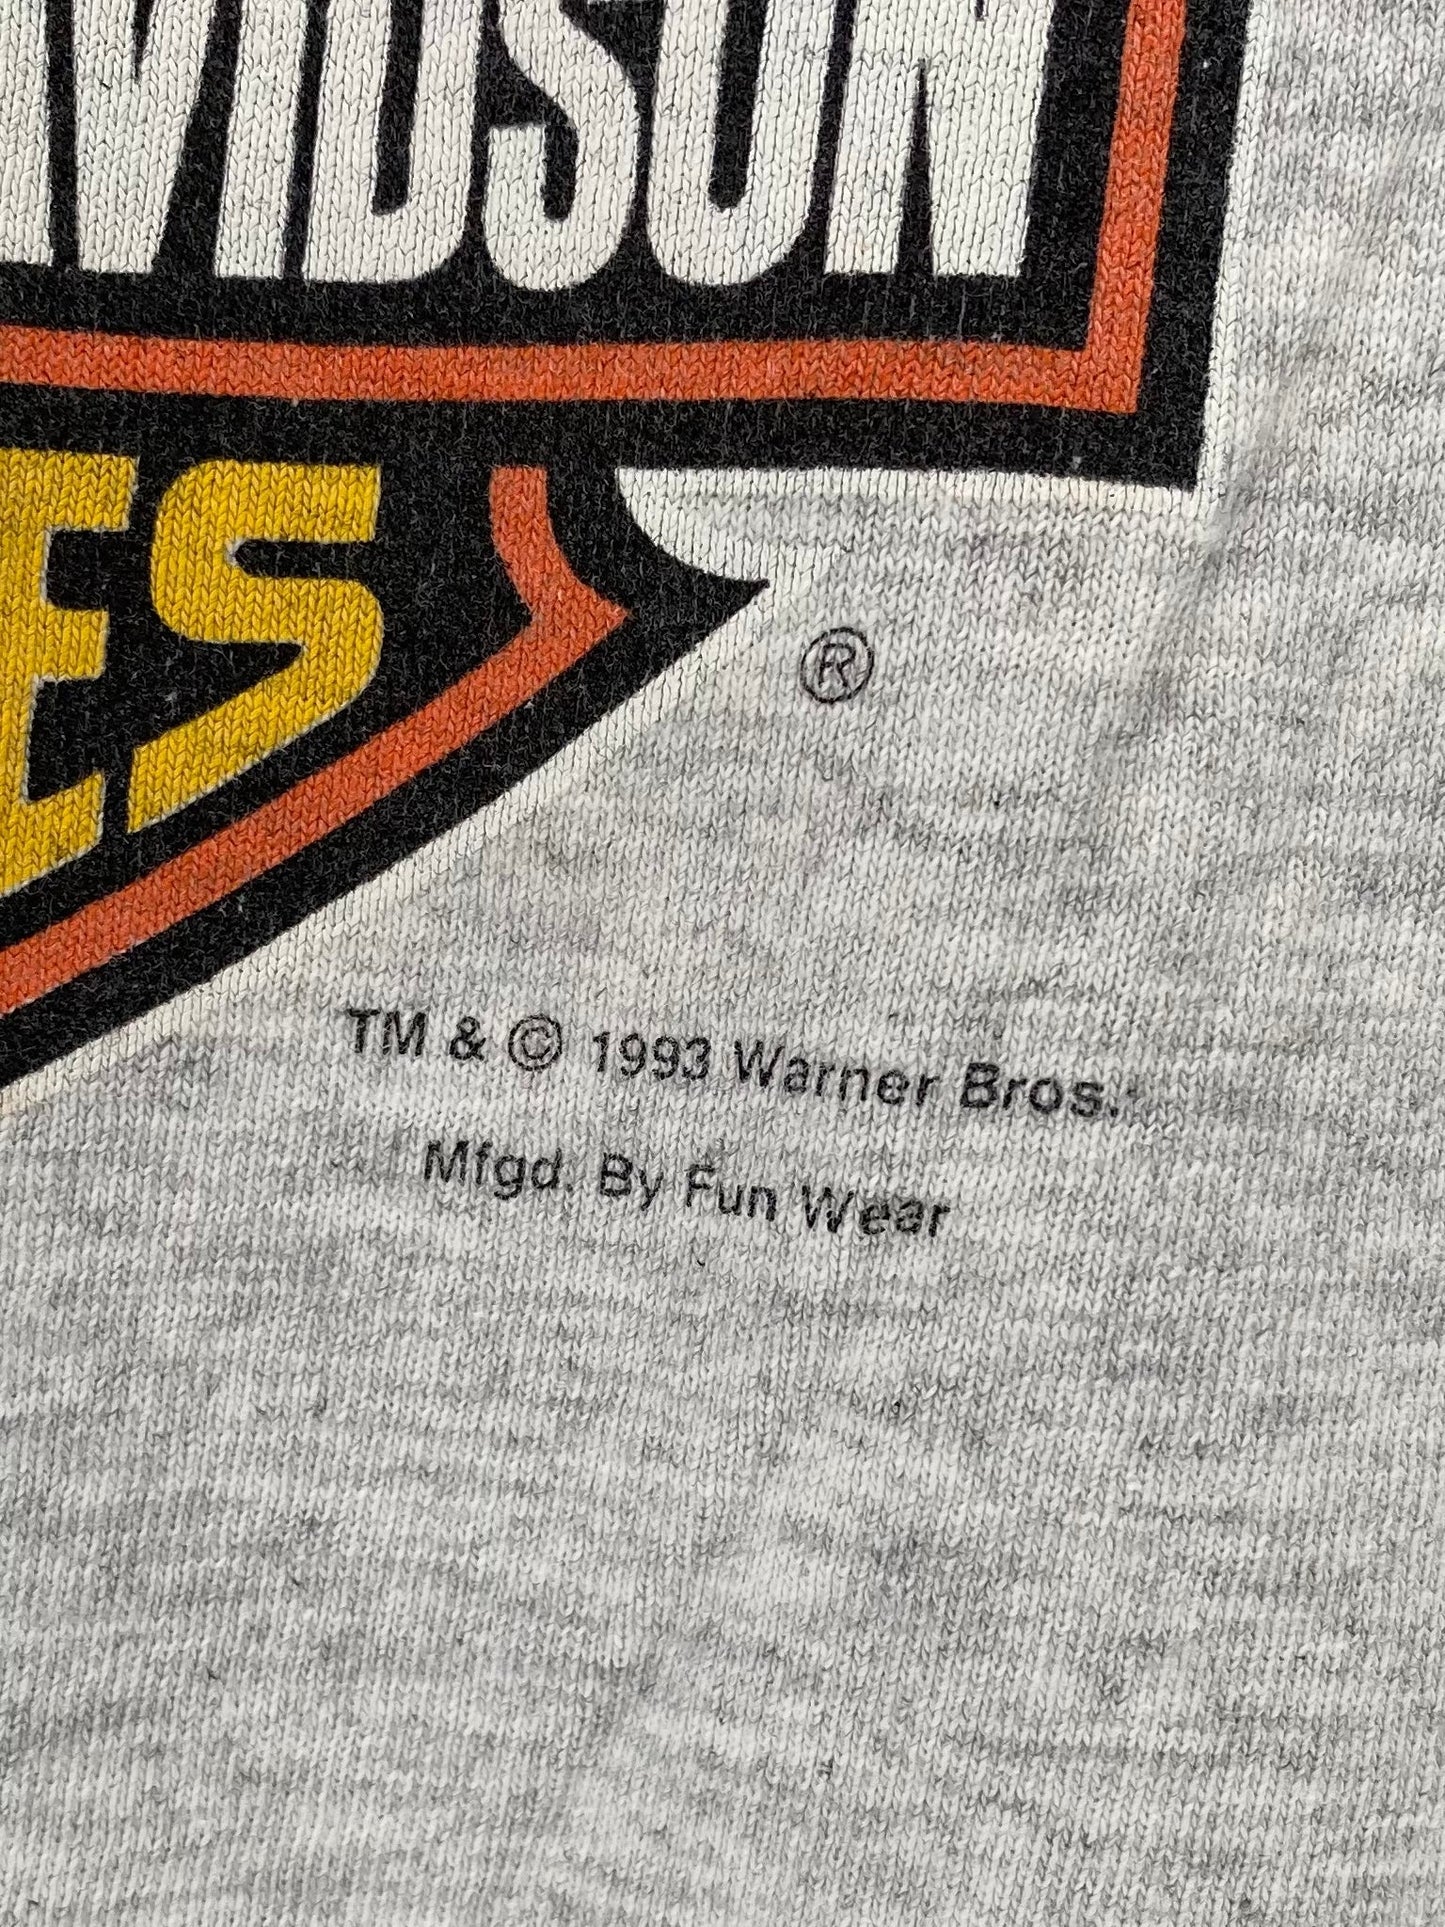 VIDSON
ES
®
TM & © 1993 Warner Bros.
Mfgd. By Fun Wear